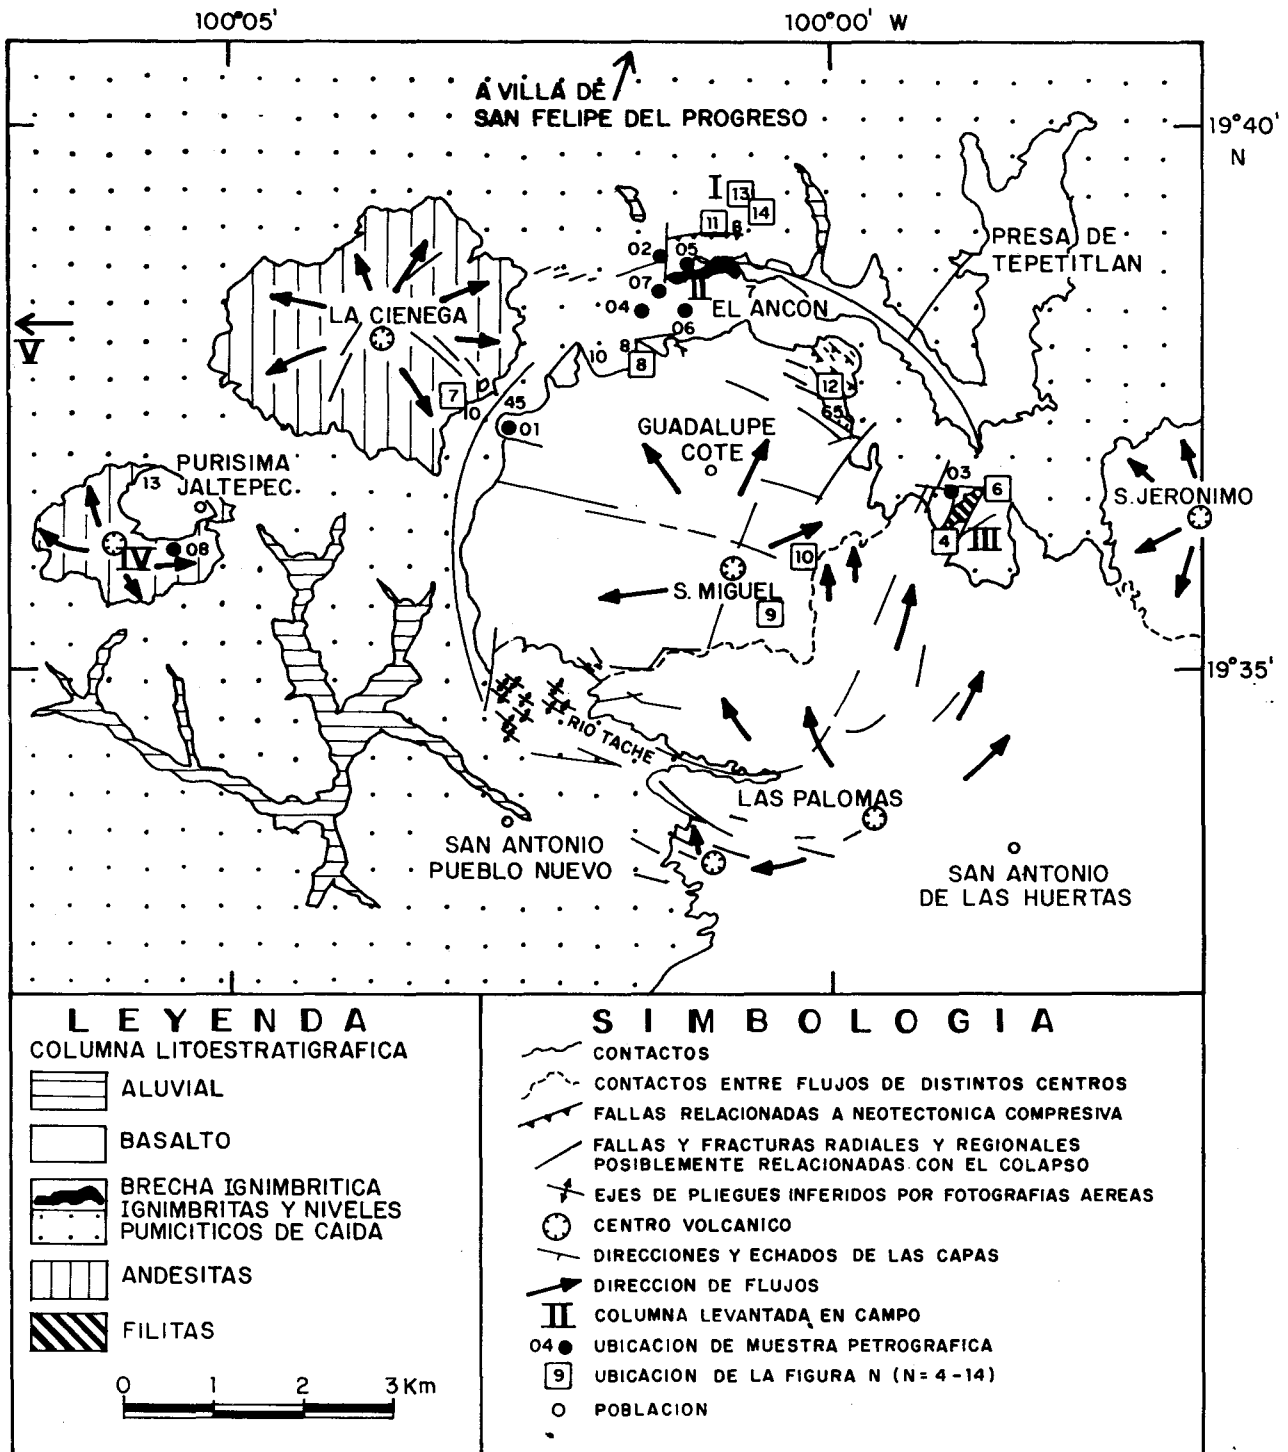 100°05'
100°00' W
A VILLA DE
SAN FELIPE DEL PROGRESO
19°40'
N
I
13
14
11
8
02
05
PRESA DE
TEPETITLAN
07
II
7
04
EL ANCON
06
LA CIENEGA
V
8
10
8
7
10
45
01
12
65
GUADALUPE
COTE
PURISIMA
JALTEPEC
13
03
6
S. JERONIMO
IV
08
4
III
10
S. MIGUEL
9
19°35'
RIO TACHE
LAS PALOMAS
SAN ANTONIO
PUEBLO NUEVO
SAN ANTONIO
DE LAS HUERTAS
LEYENDA
COLUMNA LITOESTRATIGRAFICA
ALUVIAL
BASALTO
BRECHA IGNIMBRITICA
IGNIMBRITAS Y NIVELES
PUMICITICOS DE CAIDA
ANDESITAS
FILITAS
0 1 2 3 Km
SIMBOLOGIA
CONTACTOS
CONTACTOS ENTRE FLUJOS DE DISTINTOS CENTROS
FALLAS RELACIONADAS A NEOTECTONICA COMPRESIVA
FALLAS Y FRACTURAS RADIALES Y REGIONALES
POSIBLEMENTE RELACIONADAS CON EL COLAPSO
EJES DE PLIEGUES INFERIDOS POR FOTOGRAFIAS AEREAS
CENTRO VOLCANICO
DIRECCIONES Y ECHADOS DE LAS CAPAS
DIRECCION DE FLUJOS
II COLUMNA LEVANTADA EN CAMPO
04 UBICACION DE MUESTRA PETROGRAFICA
9 UBICACION DE LA FIGURA N (N=4-14)
POBLACION